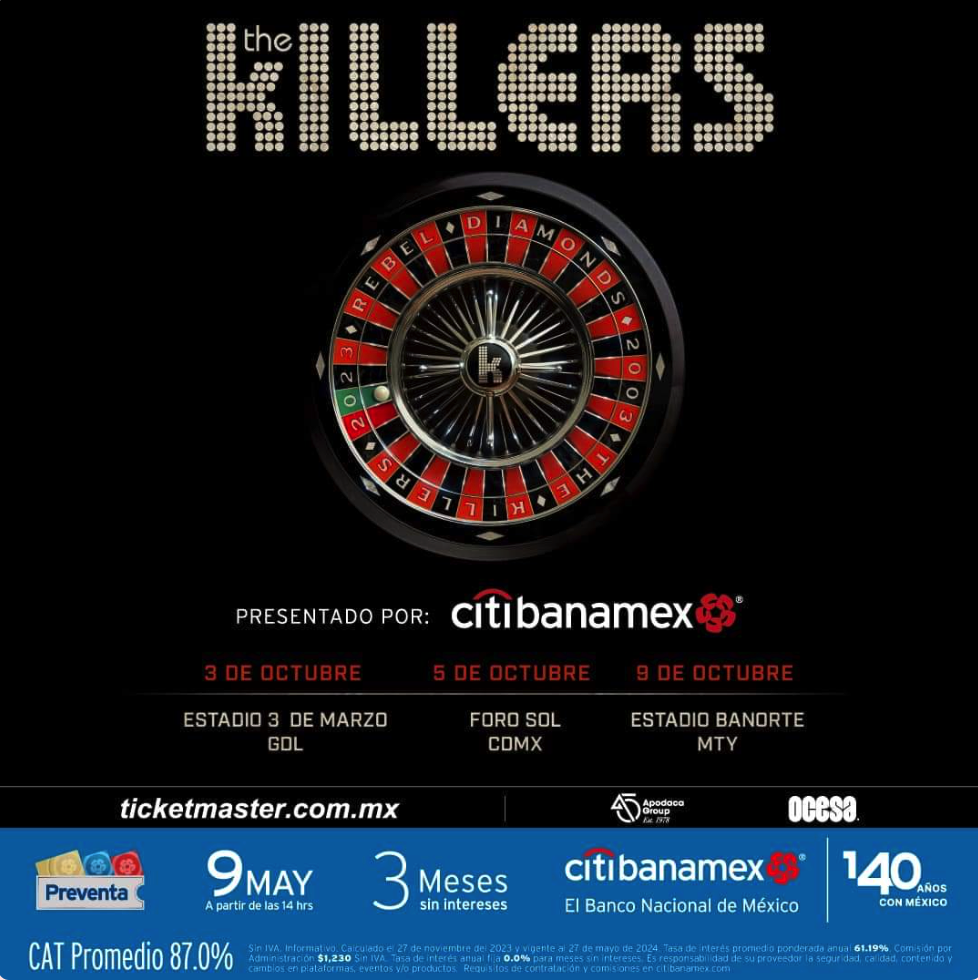 the
KILLERS
REBEL DIAMONDS 2003 THE KILLERS 2023
k
PRESENTADO POR: citibanamex®
3 DE OCTUBRE 5 DE OCTUBRE 9 DE OCTUBRE
ESTADIO 3 DE MARZO FORO SOL ESTADIO BANORTE
GDL CDMX MTY
ticketmaster.com.mx 45 Apodaca Group Est. 1978 ocesa.
Preventa 9 MAY 3 Meses citibanamex® 140 AÑOS
A partir de las 14 hrs sin intereses El Banco Nacional de México CON MÉXICO
CAT Promedio 87.0%
Sin IVA. Informativo. Calculado el 27 de noviembre del 2023 y vigente al 27 de mayo de 2024. Tasa de interés promedio ponderada anual 61.19%. Comisión por
Administración $1,230 Sin IVA. Tasa de interés anual fija 0.0% para meses sin intereses. Es responsabilidad de su proveedor la seguridad, calidad, contenido y
cambios en plataformas, eventos y/o productos. Requisitos de contratación y comisiones en citibanamex.com